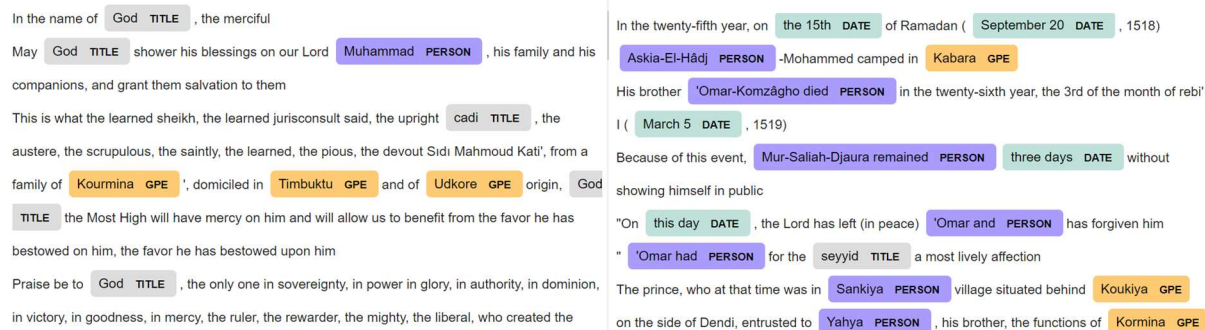 In the name of God TITLE , the merciful
May God TITLE shower his blessings on our Lord Muhammad PERSON , his family and his
companions, and grant them salvation to them
This is what the learned sheikh, the learned jurisconsult said, the upright cadi TITLE , the
austere, the scrupulous, the saintly, the learned, the pious, the devout Sıdı Mahmoud Kati', from a
family of Kourmina GPE ', domiciled in Timbuktu GPE and of Udkore GPE origin, God
TITLE the Most High will have mercy on him and will allow us to benefit from the favor he has
bestowed on him, the favor he has bestowed upon him
Praise be to God TITLE , the only one in sovereignty, in power in glory, in authority, in dominion,
in victory, in goodness, in mercy, the ruler, the rewarder, the mighty, the liberal, who created the
In the twenty-fifth year, on the 15th DATE of Ramadan ( September 20 DATE , 1518)
Askia-El-Hâdj PERSON -Mohammed camped in Kabara GPE
His brother 'Omar-Komzâgho died PERSON in the twenty-sixth year, the 3rd of the month of rebi'
I ( March 5 DATE , 1519)
Because of this event, Mur-Saliah-Djaura remained PERSON three days DATE without
showing himself in public
"On this day DATE , the Lord has left (in peace) 'Omar and PERSON has forgiven him
" 'Omar had PERSON for the seyyid TITLE a most lively affection
The prince, who at that time was in Sankiya PERSON village situated behind Koukiya GPE
on the side of Dendi, entrusted to Yahya PERSON , his brother, the functions of Kormina GPE